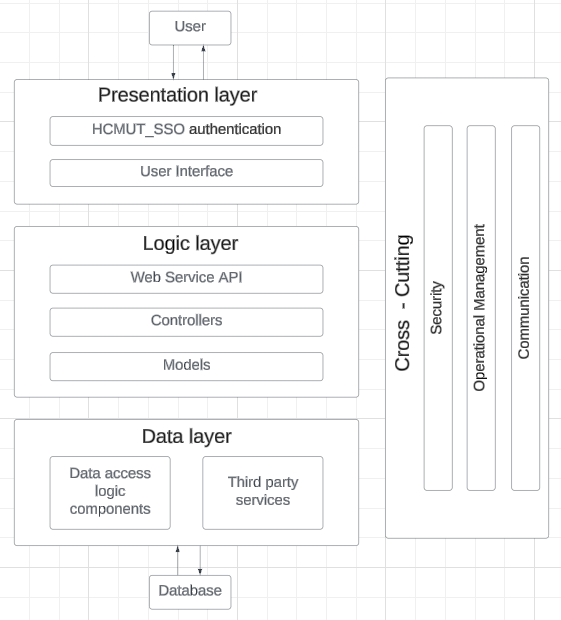 User
Presentation layer
HCMUT_SSO authentication
User Interface
Logic layer
Web Service API
Controllers
Models
Data layer
Data access
logic
components
Third party
services
Database
Cross - Cutting
Security
Operational Management
Communication